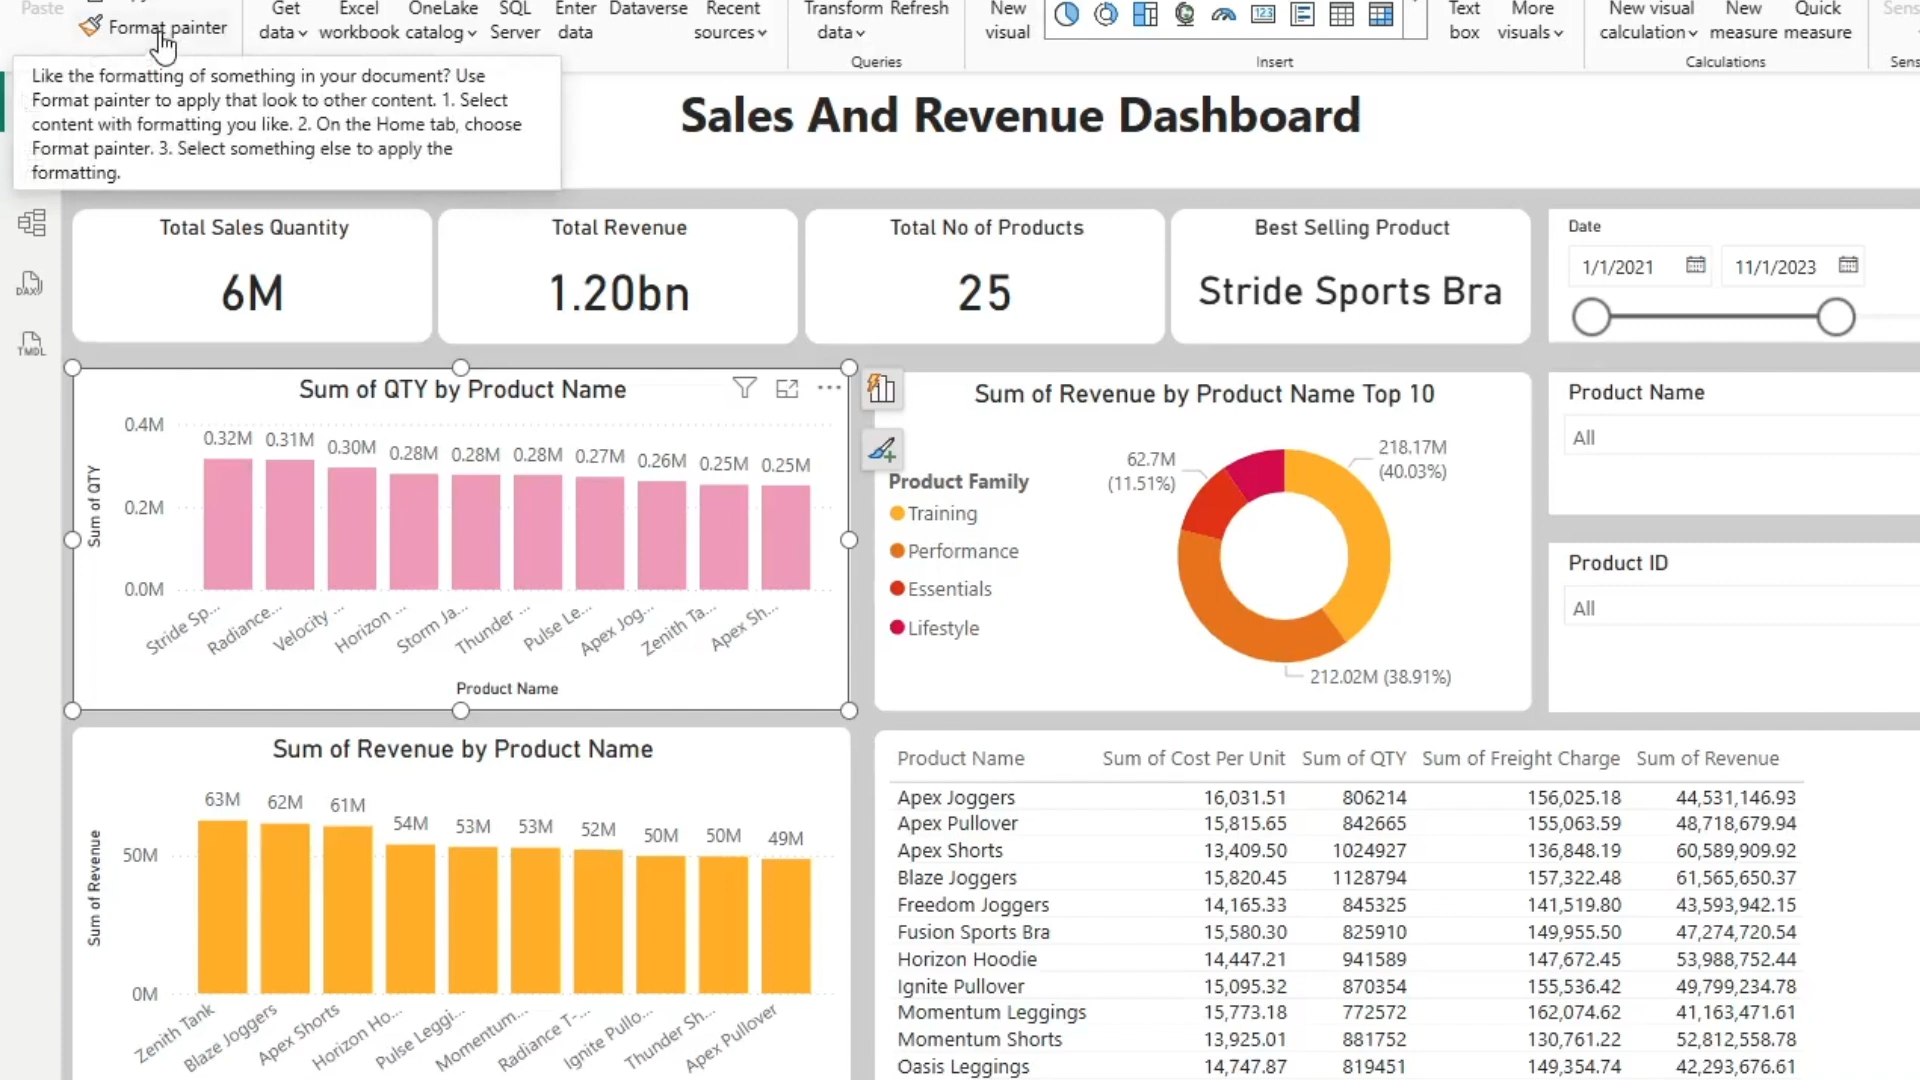 Paste
Format painter
Get data
Excel workbook
OneLake catalog
SQL Server
Enter data
Dataverse
Recent sources
Transform data
Refresh
Queries
New visual
123
Text box
More visuals
Insert
New visual calculation
New measure
Quick measure
Calculations
Sens
Like the formatting of something in your document? Use
Format painter to apply that look to other content. 1. Select
content with formatting you like. 2. On the Home tab, choose
Format painter. 3. Select something else to apply the
formatting.
DAX
TMDL
Sales And Revenue Dashboard
Total Sales Quantity
6M
Total Revenue
1.20bn
Total No of Products
25
Best Selling Product
Stride Sports Bra
Date
1/1/2021
11/1/2023
Product Name
All
Product ID
All
Sum of QTY by Product Name
Sum of QTY
0.4M
0.2M
0.0M
0.32M 0.31M 0.30M 0.28M 0.28M 0.28M 0.27M 0.26M 0.25M 0.25M
Stride Sp... Radiance... Velocity ... Horizon ... Storm Ja... Thunder ... Pulse Le... Apex Jog... Zenith Ta... Apex Sh...
Product Name
Sum of Revenue by Product Name Top 10
Product Family
Training
Performance
Essentials
Lifestyle
62.7M
(11.51%)
218.17M
(40.03%)
212.02M (38.91%)
Sum of Revenue by Product Name
Sum of Revenue
50M
0M
63M 62M 61M 54M 53M 53M 52M 50M 50M 49M
Zenith Tank Blaze Joggers Apex Shorts Horizon Ho... Pulse Leggi... Momentum... Radiance T-... Ignite Pullo... Thunder Sh... Apex Pullover
Product Name Sum of Cost Per Unit Sum of QTY Sum of Freight Charge Sum of Revenue
Apex Joggers 16,031.51 806214 156,025.18 44,531,146.93
Apex Pullover 15,815.65 842665 155,063.59 48,718,679.94
Apex Shorts 13,409.50 1024927 136,848.19 60,589,909.92
Blaze Joggers 15,820.45 1128794 157,322.48 61,565,650.37
Freedom Joggers 14,165.33 845325 141,519.80 43,593,942.15
Fusion Sports Bra 15,580.30 825910 149,955.50 47,274,720.54
Horizon Hoodie 14,447.21 941589 147,672.45 53,988,752.44
Ignite Pullover 15,095.32 870354 155,536.42 49,799,234.78
Momentum Leggings 15,773.18 772572 162,074.62 41,163,471.61
Momentum Shorts 13,925.01 881752 130,761.22 52,812,558.78
Oasis Leggings 14,747.87 819451 149,354.74 42,293,676.61